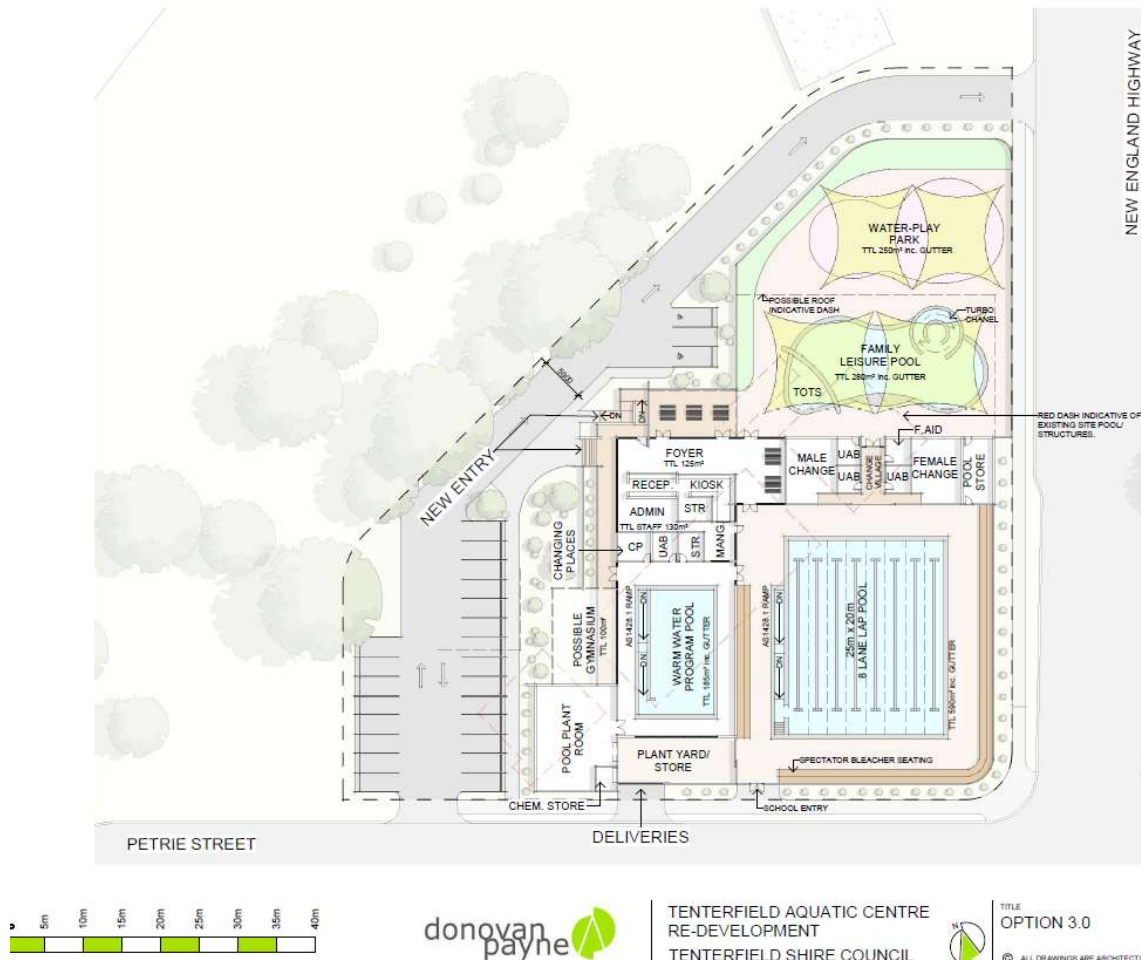 NEW ENGLAND HIGHWAY
WATER-PLAY
PARK
TTL 250m² inc. GUTTER
POSSIBLE ROOF
INDICATIVE DASH
TURBO
CHANEL
FAMILY
LEISURE POOL
TTL 280m² inc. GUTTER
TOTS
5900
DN
DN
RED DASH INDICATIVE OF
EXISTING SITE POOL/
STRUCTURES.
F.AID
NEW ENTRY
FOYER
TTL 125m²
MALE
CHANGE
UAB
UAB
CHANGE
VILLAGE
UAB
FEMALE
CHANGE
POOL
STORE
RECEP.
KIOSK
ADMIN
STR
TTL STAFF 130m²
CP
UAB
STR
MANG
CHANGING
PLACES
POSSIBLE
GYMNASIUM
TTL 100m²
AS1428.1 RAMP
DN
DN
WARM WATER
PROGRAM POOL
TTL 185m² inc. GUTTER
AS1428.1 RAMP
DN
DN
25m x 20m
8 LANE LAP POOL
TTL 590m² inc. GUTTER
POOL PLANT
ROOM
PLANT YARD/
STORE
SPECTATOR BLEACHER SEATING
CHEM. STORE
SCHOOL ENTRY
DELIVERIES
PETRIE STREET
5m
10m
15m
20m
25m
30m
35m
40m
donovan
payne
TENTERFIELD AQUATIC CENTRE
RE-DEVELOPMENT
TENTERFIELD SHIRE COUNCIL
N
TITLE
OPTION 3.0
© ALL DRAWINGS ARE